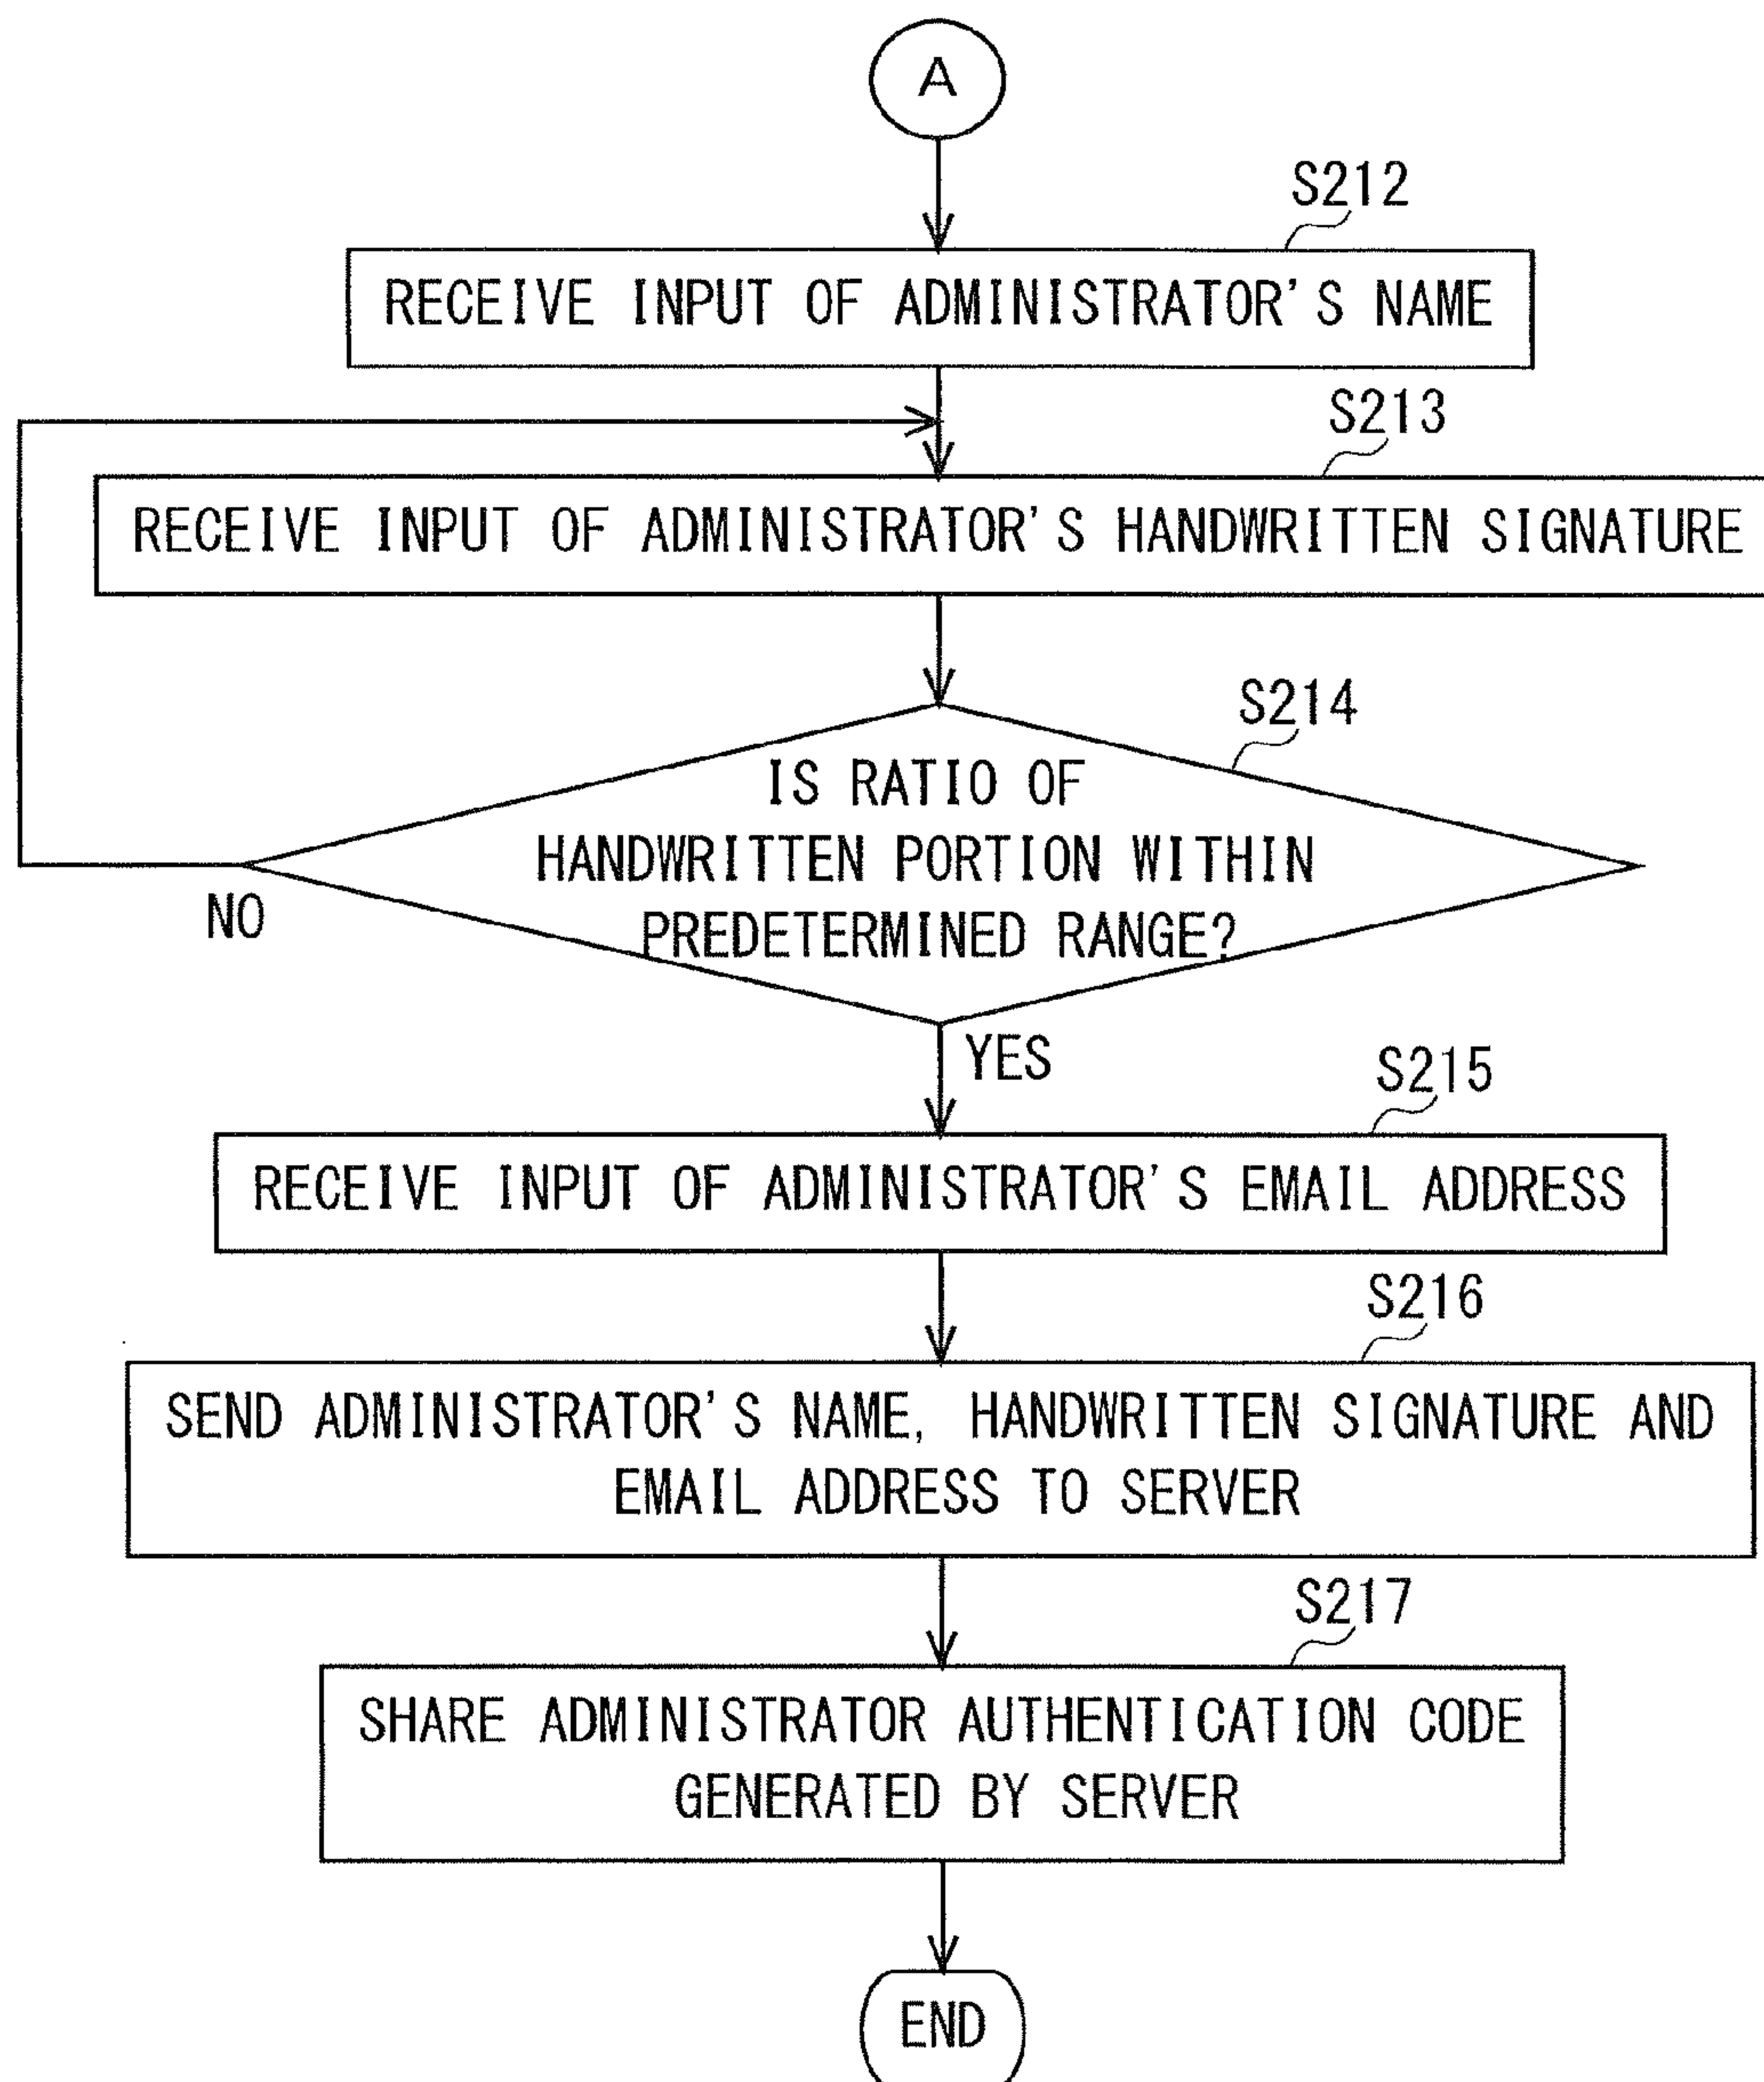 A
S212
RECEIVE INPUT OF ADMINISTRATOR'S NAME
S213
RECEIVE INPUT OF ADMINISTRATOR'S HANDWRITTEN SIGNATURE
S214
IS RATIO OF
HANDWRITTEN PORTION WITHIN
PREDETERMINED RANGE?
NO
YES
S215
RECEIVE INPUT OF ADMINISTRATOR'S EMAIL ADDRESS
S216
SEND ADMINISTRATOR'S NAME, HANDWRITTEN SIGNATURE AND
EMAIL ADDRESS TO SERVER
S217
SHARE ADMINISTRATOR AUTHENTICATION CODE
GENERATED BY SERVER
END